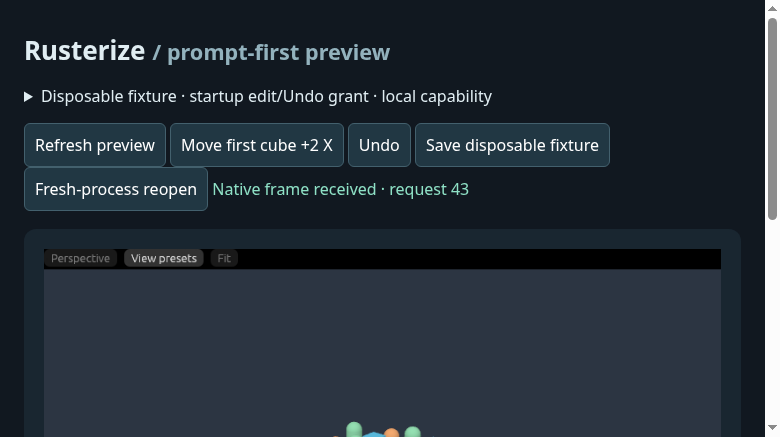 Rusterize / prompt-first preview
▶ Disposable fixture · startup edit/Undo grant · local capability
Refresh preview Move first cube +2 X Undo Save disposable fixture
Fresh-process reopen Native frame received · request 43
Perspective View presets Fit